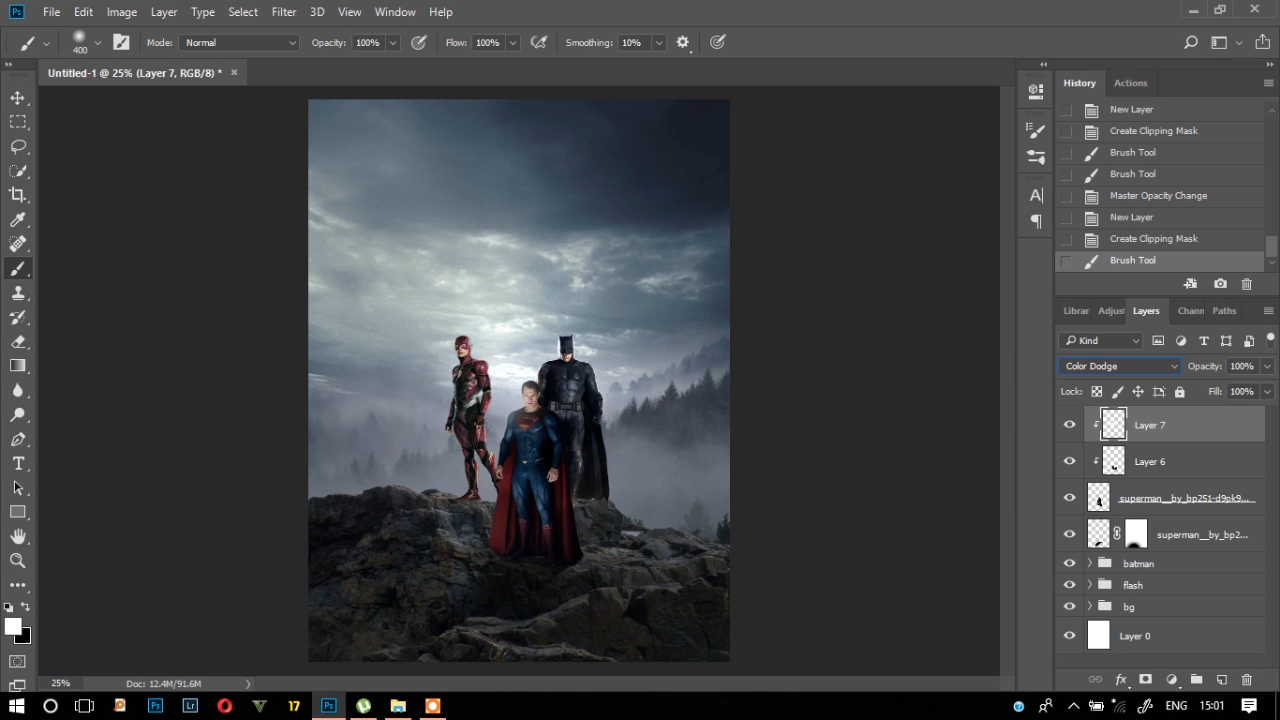 Ps File Edit Image Layer Type Select Filter 3D View Window Help
400 Mode: Normal Opacity: 100% Flow: 100% Smoothing: 10%
Untitled-1 @ 25% (Layer 7, RGB/8) * ×
History Actions
New Layer
Create Clipping Mask
Brush Tool
Brush Tool
Master Opacity Change
New Layer
Create Clipping Mask
Brush Tool
Librar Adjus Layers Chann Paths
Kind
Color Dodge Opacity: 100%
Lock: Fill: 100%
Layer 7
Layer 6
superman__by_bp251-d9pk9...
superman__by_bp2...
batman
flash
bg
Layer 0
25% Doc: 12.4M/91.6M
Ps Lr 17 Ps ENG 15:01